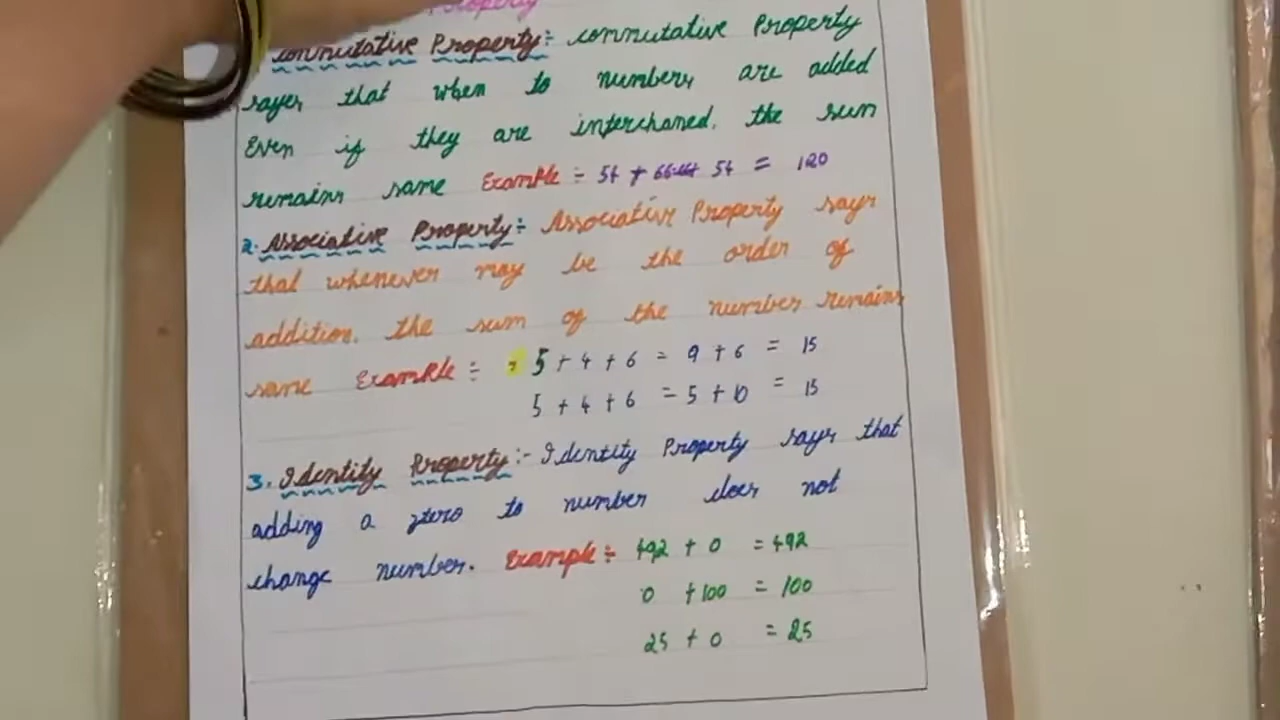 Property
Commutative Property:- commutative Property
sayes that when to numbers are added
Even if they are interchaned. the sum
remains same Example ÷ 54 + 66 54 = 120
2. Associative Property:- Associative Property says
that whenever may be the order of
addition. the sum of the number remains
same Example ÷ 5 + 4 + 6 = 9 + 6 = 15
5 + 4 + 6 = 5 + 10 = 15
3. Identity Property:- Identity Property says that
adding a zero to number does not
change number. Example ÷ 492 + 0 = 492
0 + 100 = 100
25 + 0 = 25